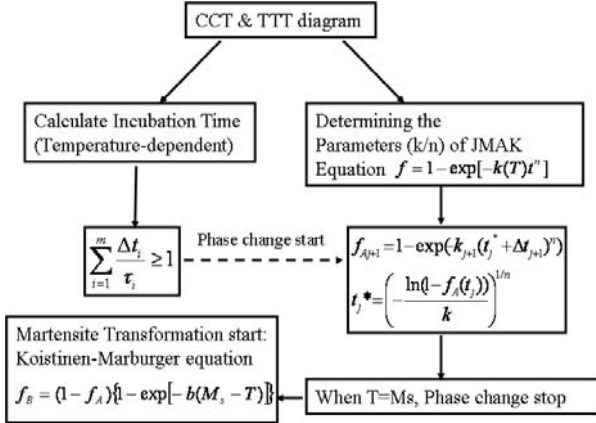 CCT & TTT diagram
Calculate Incubation Time
(Temperature-dependent)
Determining the
Parameters (k/n) of JMAK
Equation f = 1 − exp[−k(T)tⁿ]
∑_{i=1}^{m} Δt_i/τ_i ≥ 1
Phase change start
f_{Aj+1} = 1 − exp(−k_{j+1}(t_j^* + Δt_{j+1})^n)
t_j^* = (− ln(1 − f_A(t_j))/k)^{1/n}
Martensite Transformation start:
Koistinen-Marburger equation
f_B = (1 − f_A){1 − exp[−b(M_s − T)]}
When T=Ms, Phase change stop